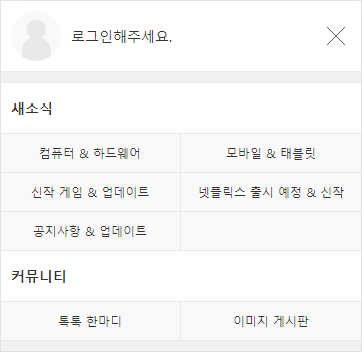 로그인해주세요.
새소식
컴퓨터 & 하드웨어 모바일 & 태블릿
신작 게임 & 업데이트 넷플릭스 출시 예정 & 신작
공지사항 & 업데이트
커뮤니티
톡톡 한마디 이미지 게시판